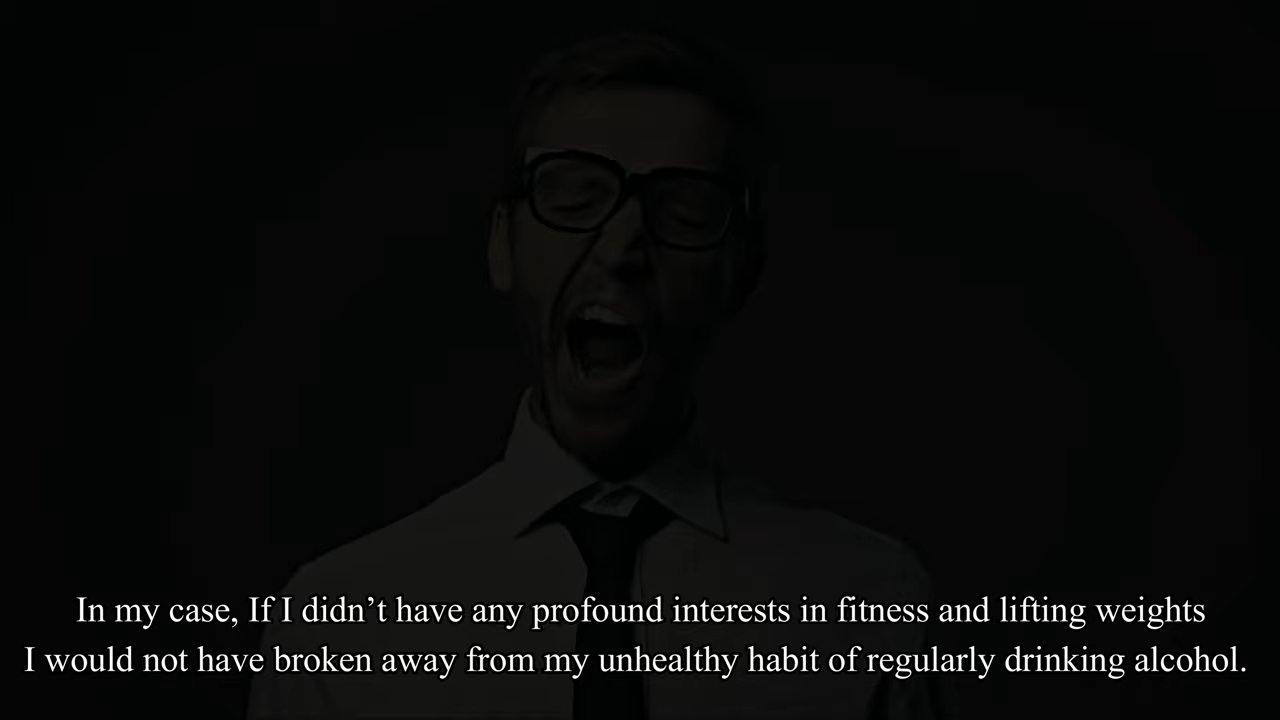 In my case, If I didn’t have any profound interests in fitness and lifting weights
I would not have broken away from my unhealthy habit of regularly drinking alcohol.